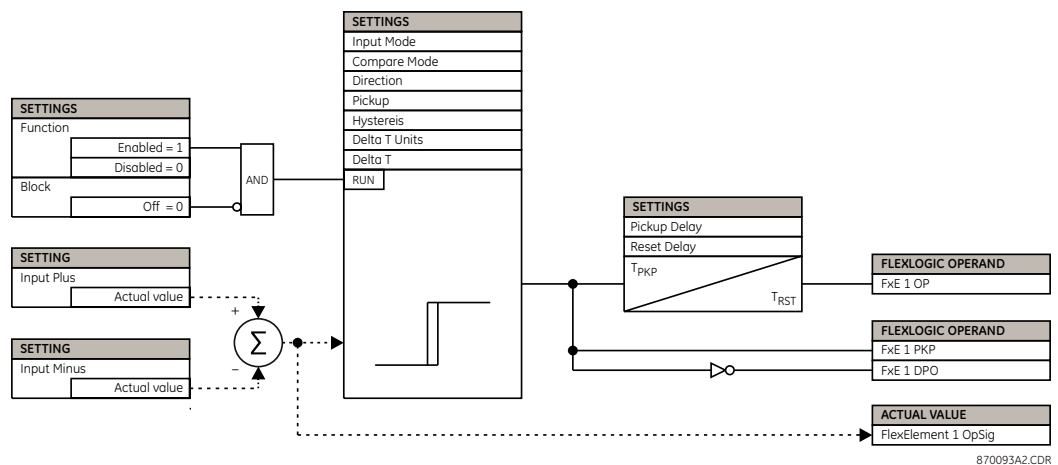 SETTINGS
Function
Enabled = 1
Disabled = 0
Block
Off = 0
AND
SETTING
Input Plus
Actual value
SETTING
Input Minus
Actual value
+
Σ
–
SETTINGS
Input Mode
Compare Mode
Direction
Pickup
Hystereis
Delta T Units
Delta T
RUN
SETTINGS
Pickup Delay
Reset Delay
TPKP
TRST
FLEXLOGIC OPERAND
FxE 1 OP
FLEXLOGIC OPERAND
FxE 1 PKP
FxE 1 DPO
ACTUAL VALUE
FlexElement 1 OpSig
870093A2.CDR